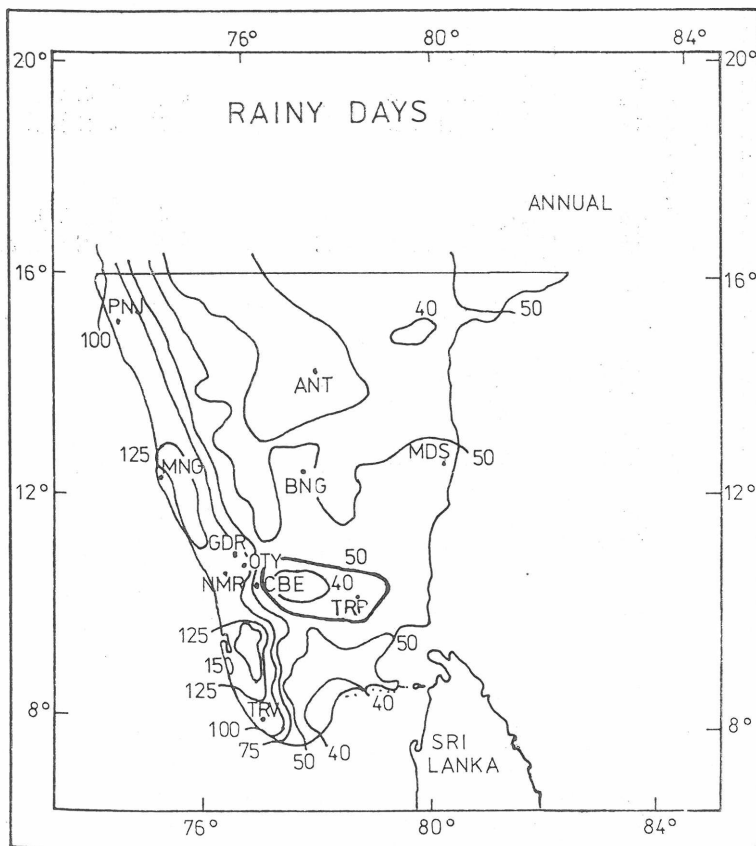 76° 80° 84°
20° 20°
RAINY DAYS
ANNUAL
16° 16°
PNJ 40 50
100
ANT
125 MNG BNG MDS 50
12° 12°
GDR OTY 50
NMR CBE 40
TRP
125 50
15
125
TRV 40
8° 8°
100
75 50 40
SRI
LANKA
76° 80° 84°